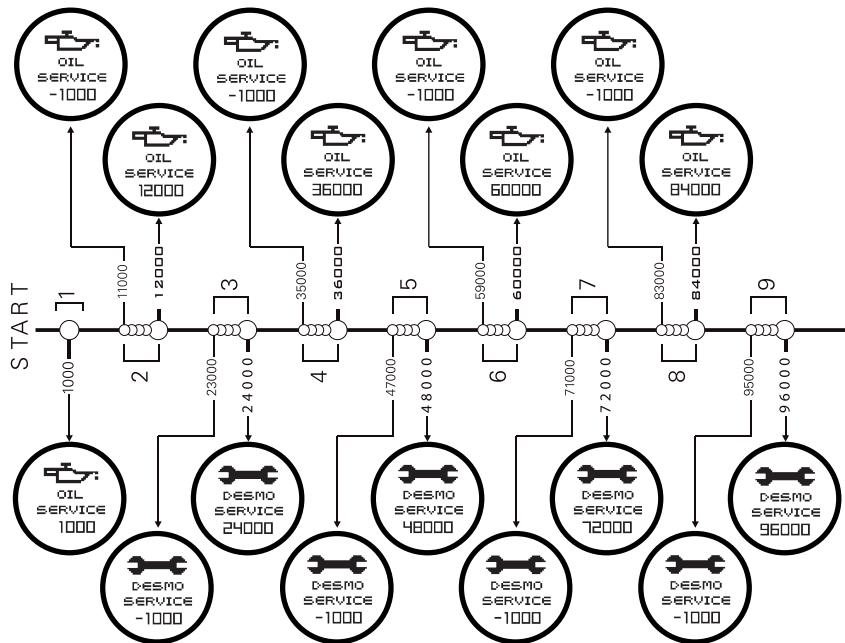 OIL
SERVICE
-1000
OIL
SERVICE
-1000
OIL
SERVICE
-1000
OIL
SERVICE
-1000
OIL
SERVICE
12000
OIL
SERVICE
36000
OIL
SERVICE
60000
OIL
SERVICE
84000
START
1
11000
12000
3
35000
36000
5
59000
60000
7
83000
84000
9
1000
2
23000
24000
4
47000
48000
6
71000
72000
8
95000
96000
OIL
SERVICE
1000
DESMO
SERVICE
24000
DESMO
SERVICE
48000
DESMO
SERVICE
72000
DESMO
SERVICE
96000
DESMO
SERVICE
-1000
DESMO
SERVICE
-1000
DESMO
SERVICE
-1000
DESMO
SERVICE
-1000